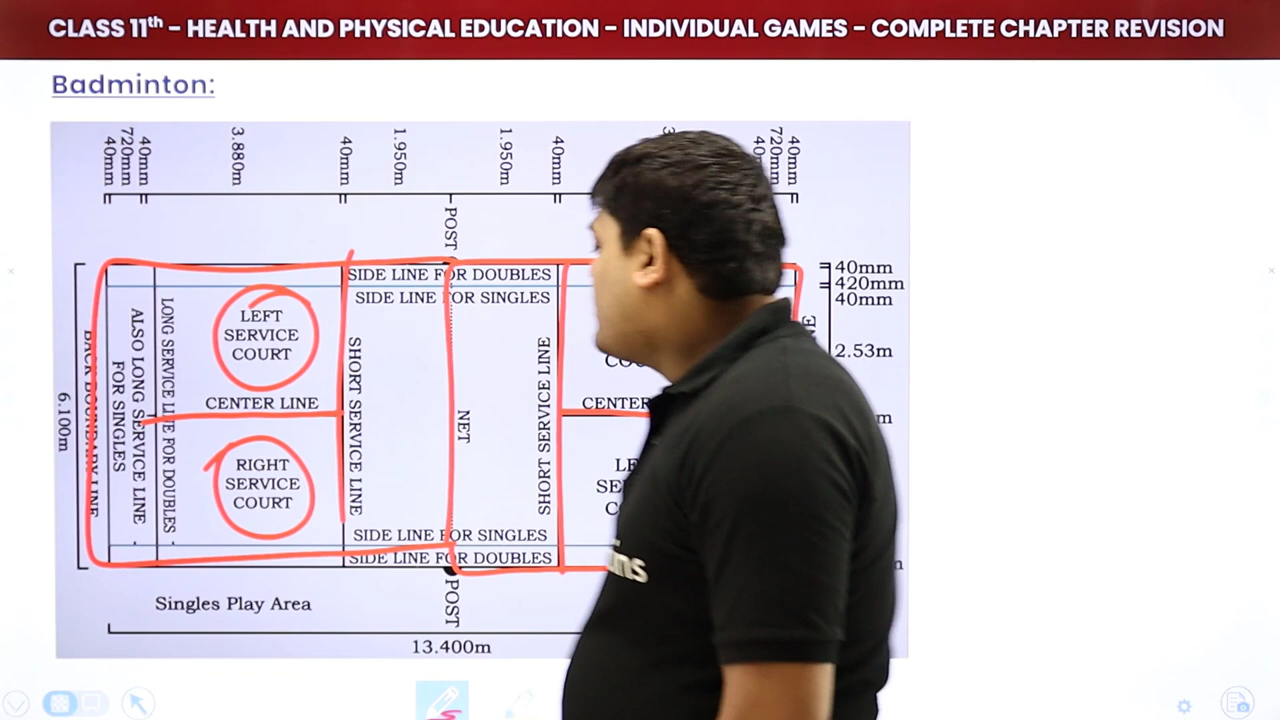 CLASS 11th – HEALTH AND PHYSICAL EDUCATION – INDIVIDUAL GAMES – COMPLETE CHAPTER REVISION
Badminton:
40mm
720mm
40mm
3.880m
40mm
1.950m
1.950m
40mm
40
720mm
40mm
POST
SIDE LINE FOR DOUBLES
SIDE LINE FOR SINGLES
40mm
420mm
40mm
2.53m
LEFT
SERVICE
COURT
CENTER LINE
RIGHT
SERVICE
COURT
6.100m
BACK BOUNDARY LINE
ALSO LONG SERVICE LINE
FOR SINGLES
LONG SERVICE LINE FOR DOUBLES
SHORT SERVICE LINE
NET
SHORT SERVICE LINE
CENTER
SIDE LINE FOR SINGLES
SIDE LINE FOR DOUBLES
POST
Singles Play Area
13.400m